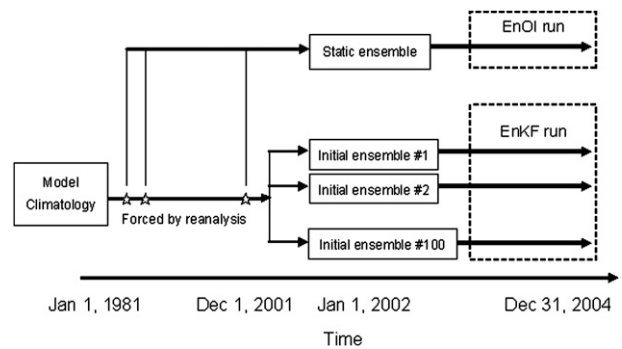 EnOI run
Static ensemble
EnKF run
Initial ensemble #1
Model
Climatology
Initial ensemble #2
Forced by reanalysis
Initial ensemble #100
Jan 1, 1981
Dec 1, 2001
Jan 1, 2002
Dec 31, 2004
Time